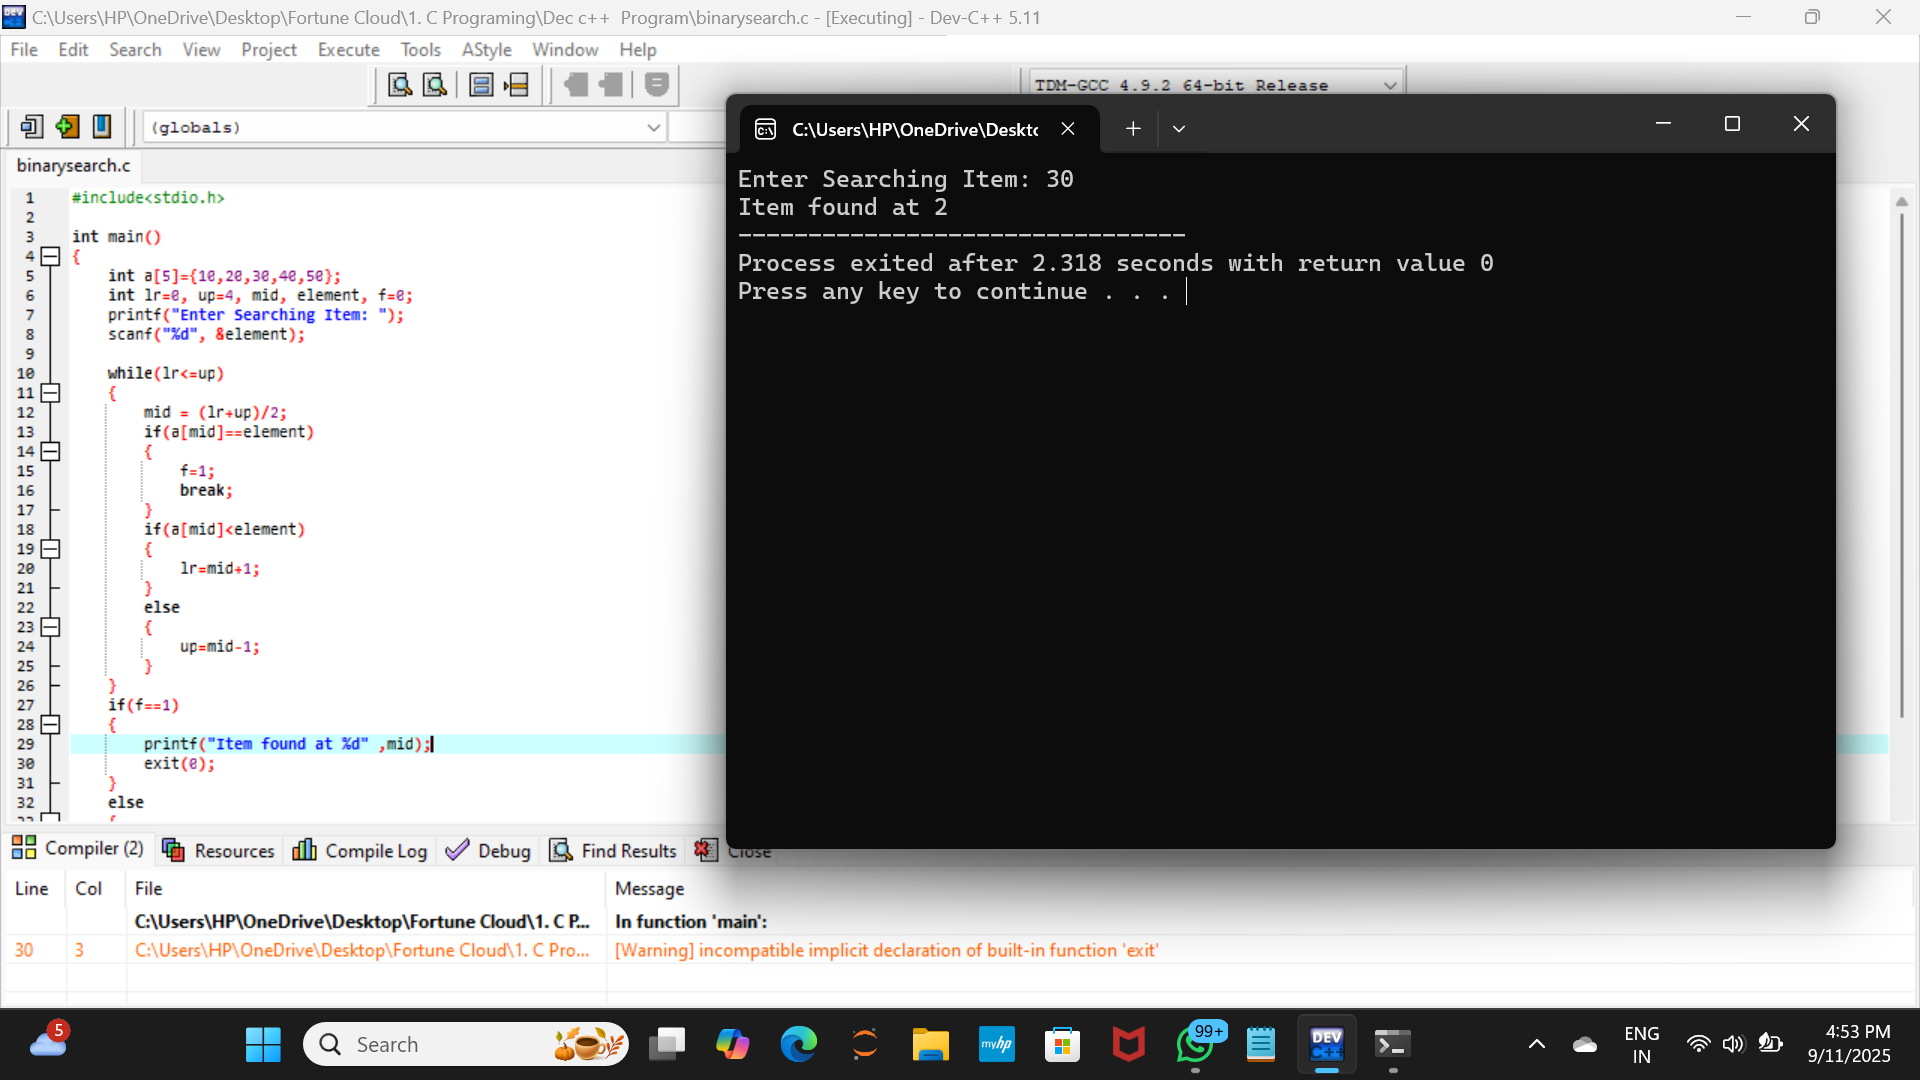 C:\Users\HP\OneDrive\Desktop\Fortune Cloud\1. C Programing\Dec c++ Program\binarysearch.c - [Executing] - Dev-C++ 5.11
File Edit Search View Project Execute Tools AStyle Window Help
TDM-GCC 4.9.2 64-bit Release
(globals)
binarysearch.c
1 #include<stdio.h>
2
3 int main()
4 {
5 int a[5]={10,20,30,40,50};
6 int lr=0, up=4, mid, element, f=0;
7 printf("Enter Searching Item: ");
8 scanf("%d", &element);
9
10 while(lr<=up)
11 {
12 mid = (lr+up)/2;
13 if(a[mid]==element)
14 {
15 f=1;
16 break;
17 }
18 if(a[mid]<element)
19 {
20 lr=mid+1;
21 }
22 else
23 {
24 up=mid-1;
25 }
26 }
27 if(f==1)
28 {
29 printf("Item found at %d" ,mid);
30 exit(0);
31 }
32 else
C:\Users\HP\OneDrive\Deskto
Enter Searching Item: 30
Item found at 2
--------------------------------
Process exited after 2.318 seconds with return value 0
Press any key to continue . . .
Compiler (2) Resources Compile Log Debug Find Results Close
Line Col File Message
C:\Users\HP\OneDrive\Desktop\Fortune Cloud\1. C P... In function 'main':
30 3 C:\Users\HP\OneDrive\Desktop\Fortune Cloud\1. C Pro... [Warning] incompatible implicit declaration of built-in function 'exit'
5
Search
myhp
99+
DEV
C++
ENG
IN
4:53 PM
9/11/2025